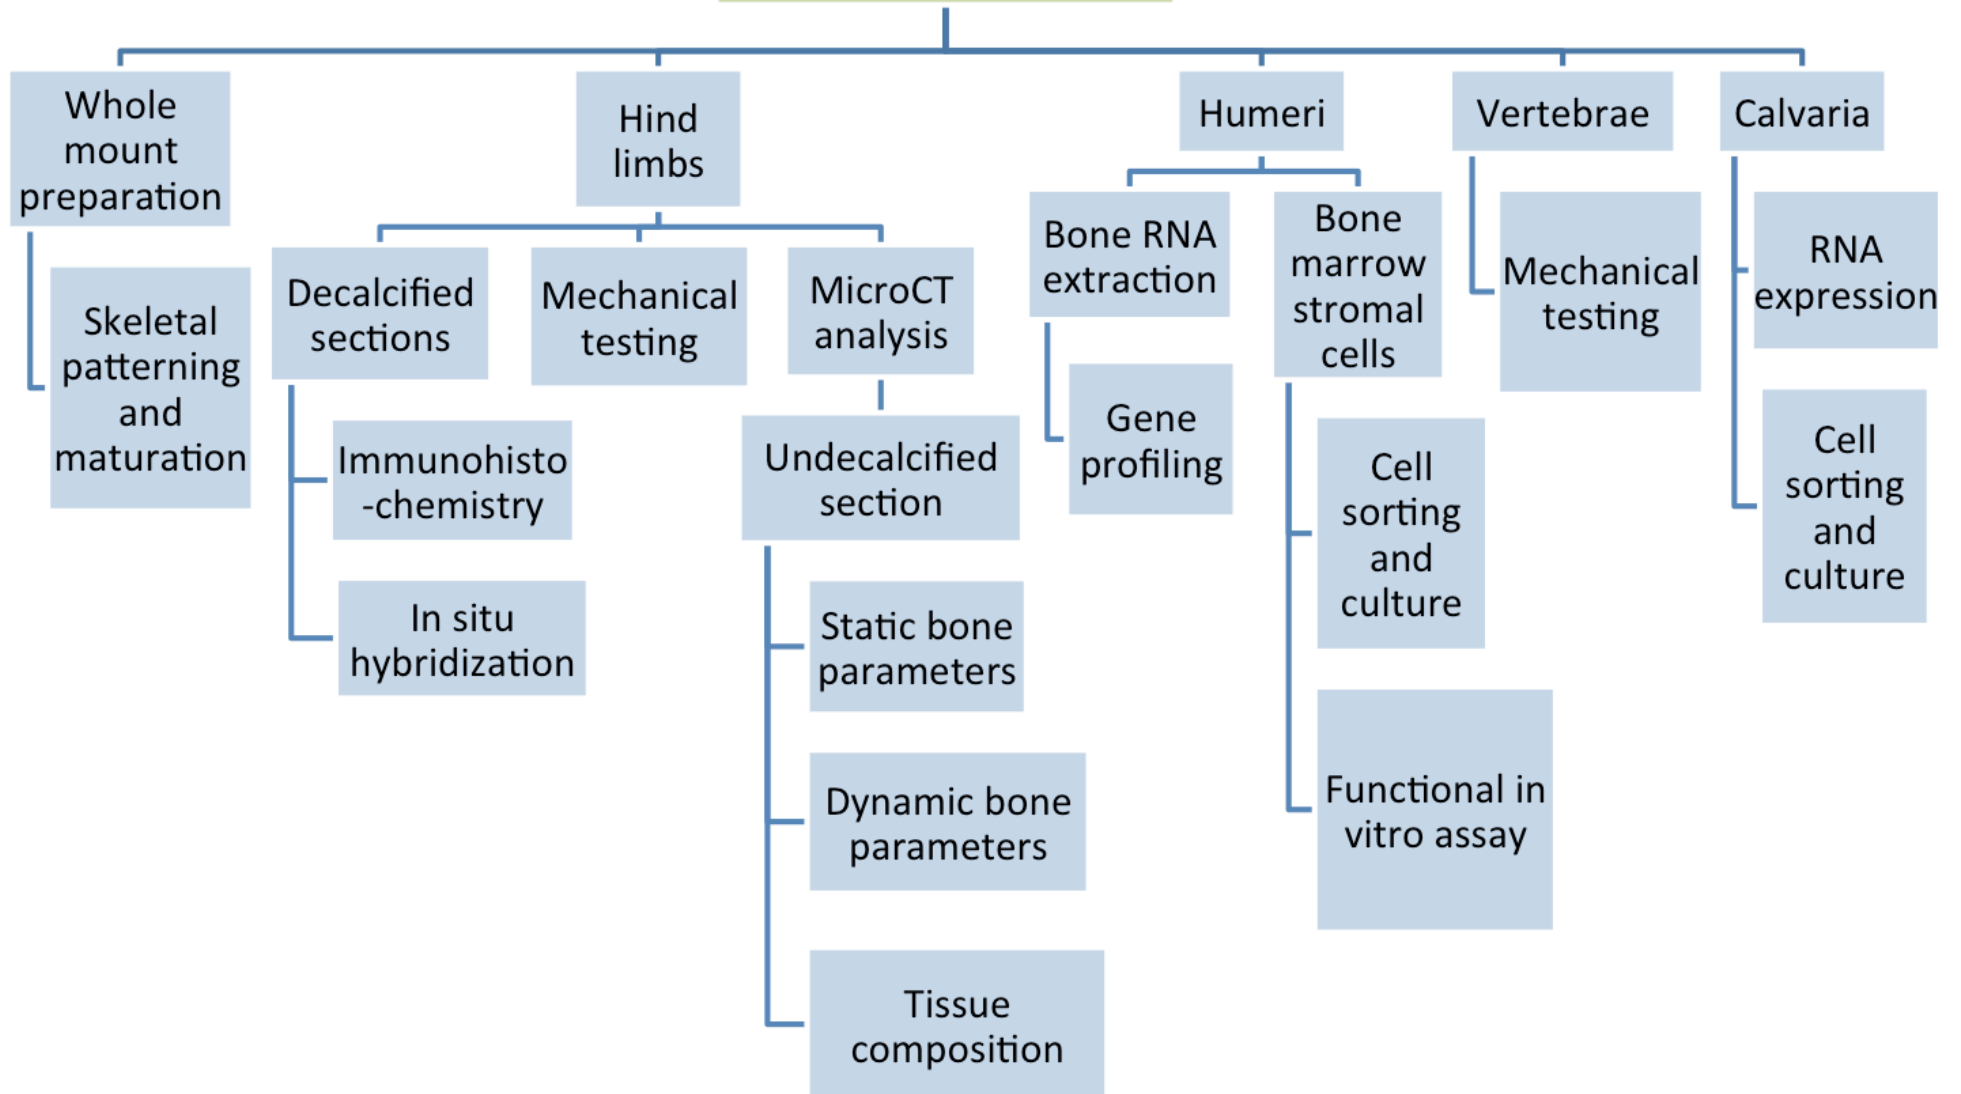 Whole
mount
preparation
Skeletal
patterning
and
maturation
Hind
limbs
Decalcified
sections
Immunohisto
-chemistry
In situ
hybridization
Mechanical
testing
MicroCT
analysis
Undecalcified
section
Static bone
parameters
Dynamic bone
parameters
Tissue
composition
Humeri
Bone RNA
extraction
Gene
profiling
Bone
marrow
stromal
cells
Cell
sorting
and
culture
Functional in
vitro assay
Vertebrae
Mechanical
testing
Calvaria
RNA
expression
Cell
sorting
and
culture